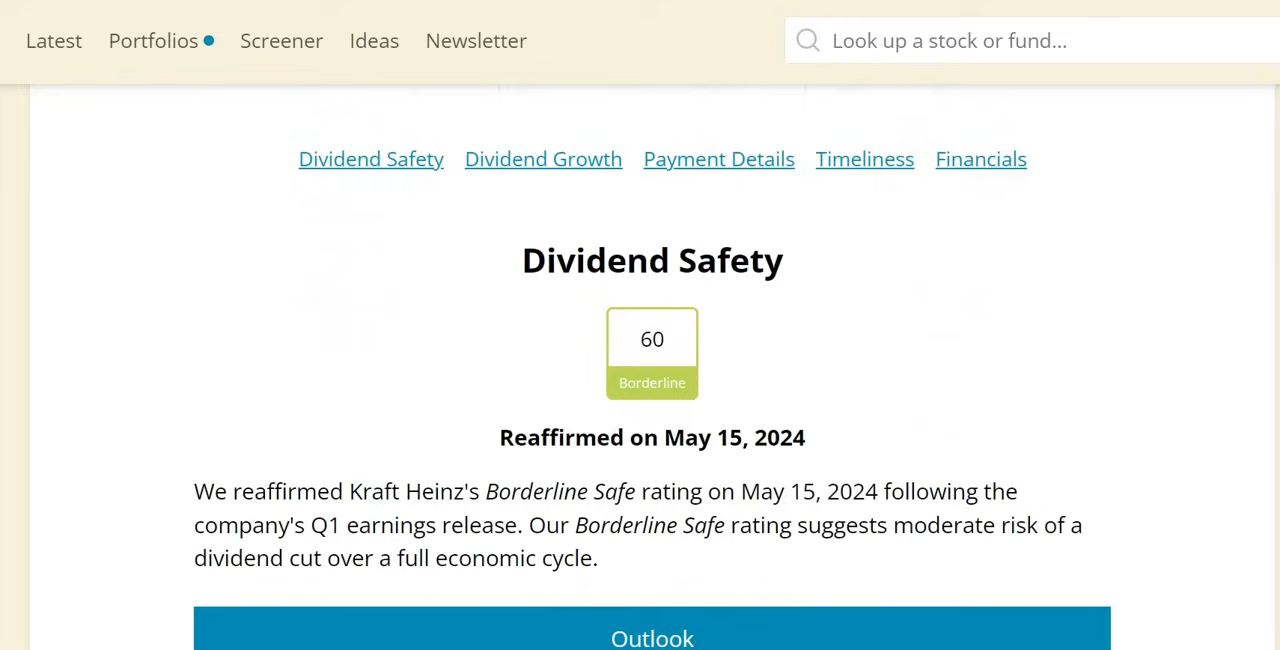 Latest Portfolios Screener Ideas Newsletter Look up a stock or fund...
Dividend Safety Dividend Growth Payment Details Timeliness Financials
Dividend Safety
60
Borderline
Reaffirmed on May 15, 2024
We reaffirmed Kraft Heinz's Borderline Safe rating on May 15, 2024 following the
company's Q1 earnings release. Our Borderline Safe rating suggests moderate risk of a
dividend cut over a full economic cycle.
Outlook